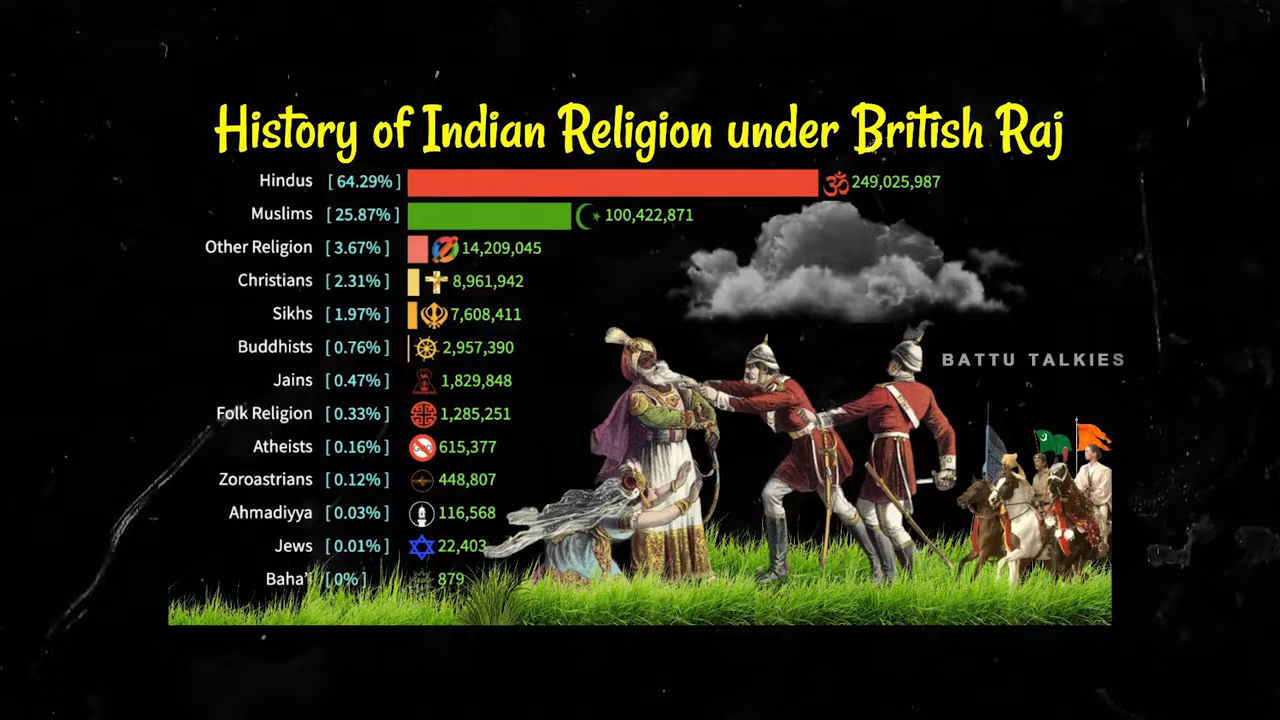 History of Indian Religion under British Raj
Hindus [ 64.29% ] 249,025,987
Muslims [ 25.87% ] 100,422,871
Other Religion [ 3.67% ] 14,209,045
Christians [ 2.31% ] 8,961,942
Sikhs [ 1.97% ] 7,608,411
Buddhists [ 0.76% ] 2,957,390
BATTU TALKIES
Jains [ 0.47% ] 1,829,848
Folk Religion [ 0.33% ] 1,285,251
Atheists [ 0.16% ] 615,377
Zoroastrians [ 0.12% ] 448,807
Ahmadiyya [ 0.03% ] 116,568
Jews [ 0.01% ] 22,403
Baha'i [ 0% ] 879